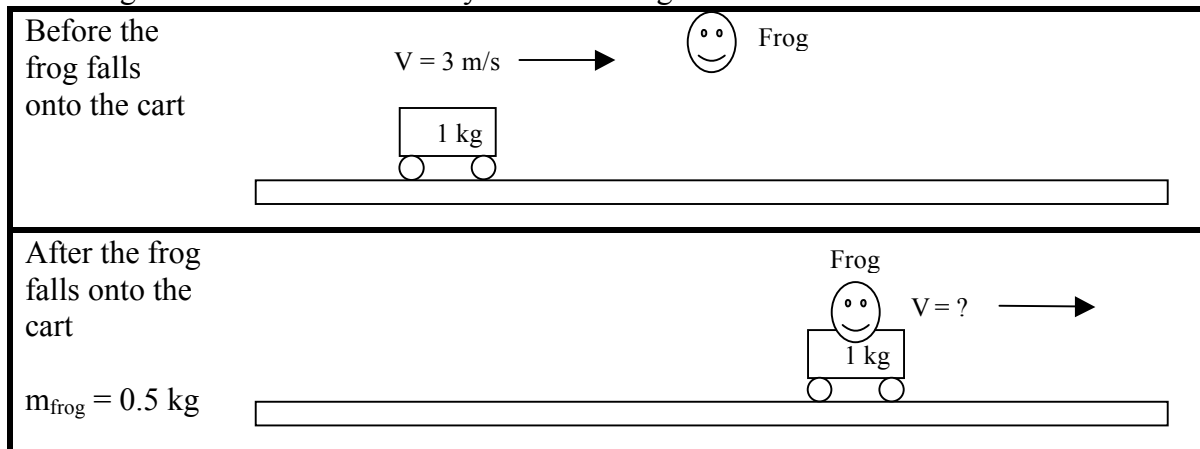 Before the
frog falls
onto the cart
V = 3 m/s
Frog
1 kg
After the frog
falls onto the
cart
m_frog = 0.5 kg
Frog
V = ?
1 kg